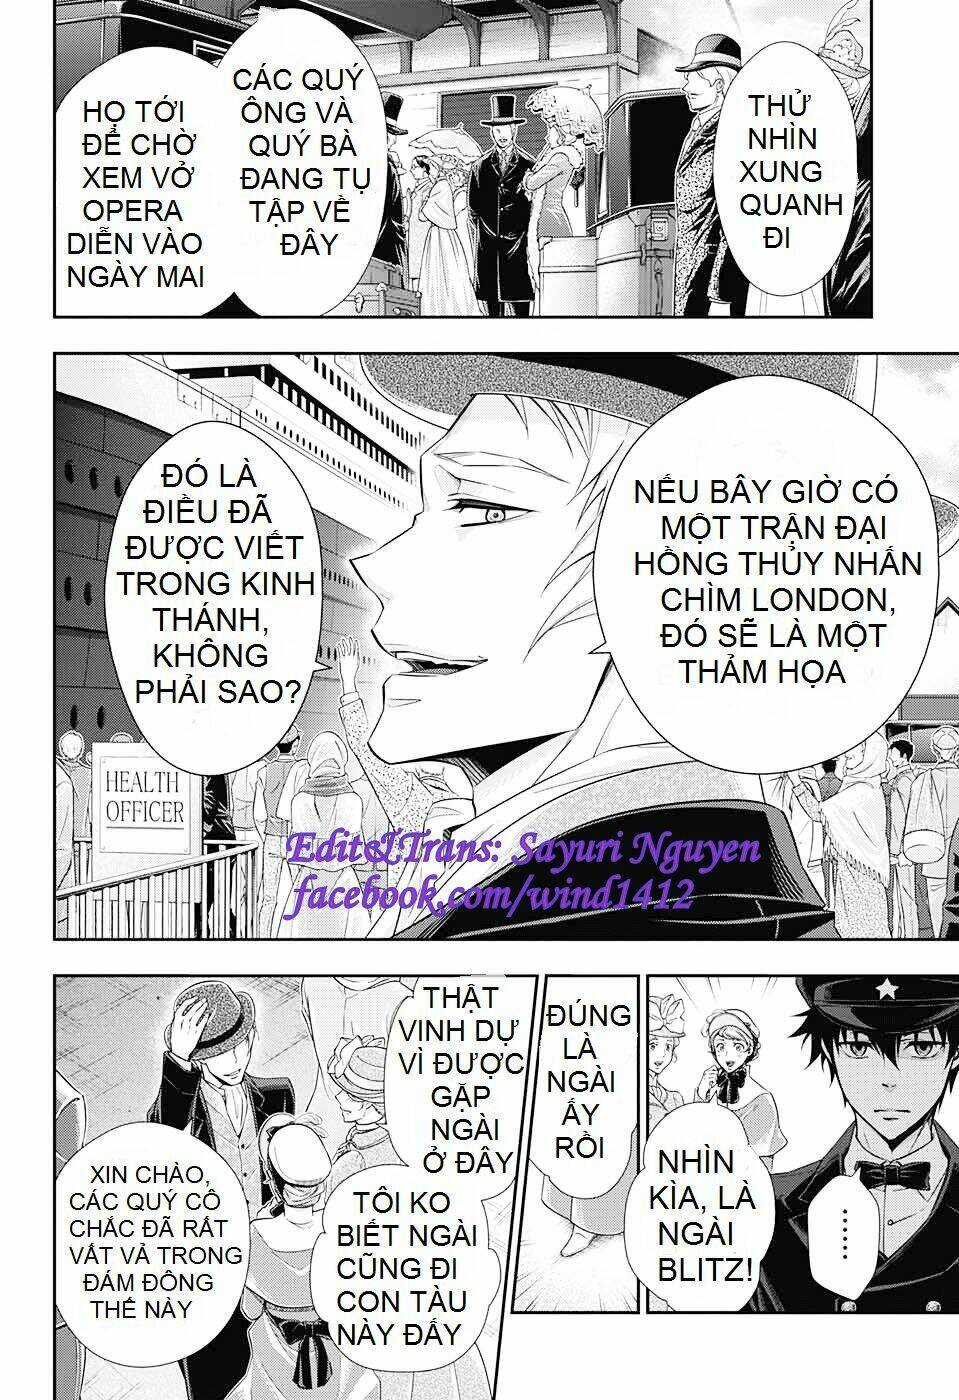 THỬ
NHÌN
XUNG
QUANH
ĐI
CÁC QUÝ
ÔNG VÀ
QUÝ BÀ
ĐANG TỤ
TẬP VỀ
ĐÂY
HỌ TỚI
ĐỂ CHỜ
XEM VỞ
OPERA
DIỄN VÀO
NGÀY MAI
NẾU BÂY GIỜ CÓ
MỘT TRẬN ĐẠI
HỒNG THỦY NHẤN
CHÌM LONDON,
ĐÓ SẼ LÀ MỘT
THẢM HỌA
ĐÓ LÀ
ĐIỀU ĐÃ
ĐƯỢC VIẾT
TRONG KINH
THÁNH,
KHÔNG
PHẢI SAO?
HEALTH
OFFICER
Edit&Trans: Sayuri Nguyen
facebook.com/wind1412
........
NHÌN
KÌA, LÀ
NGÀI
BLITZ!
ĐÚNG
LÀ
NGÀI
ẤY
RỒI
THẬT
VINH DỰ
VÌ ĐƯỢC
GẶP
NGÀI
Ở ĐÂY
TÔI KO
BIẾT NGÀI
CŨNG ĐI
CON TÀU
NÀY ĐẤY
XIN CHÀO,
CÁC QUÝ CÔ
CHẮC ĐÃ RẤT
VẤT VẢ TRONG
ĐÁM ĐÔNG
THẾ NÀY